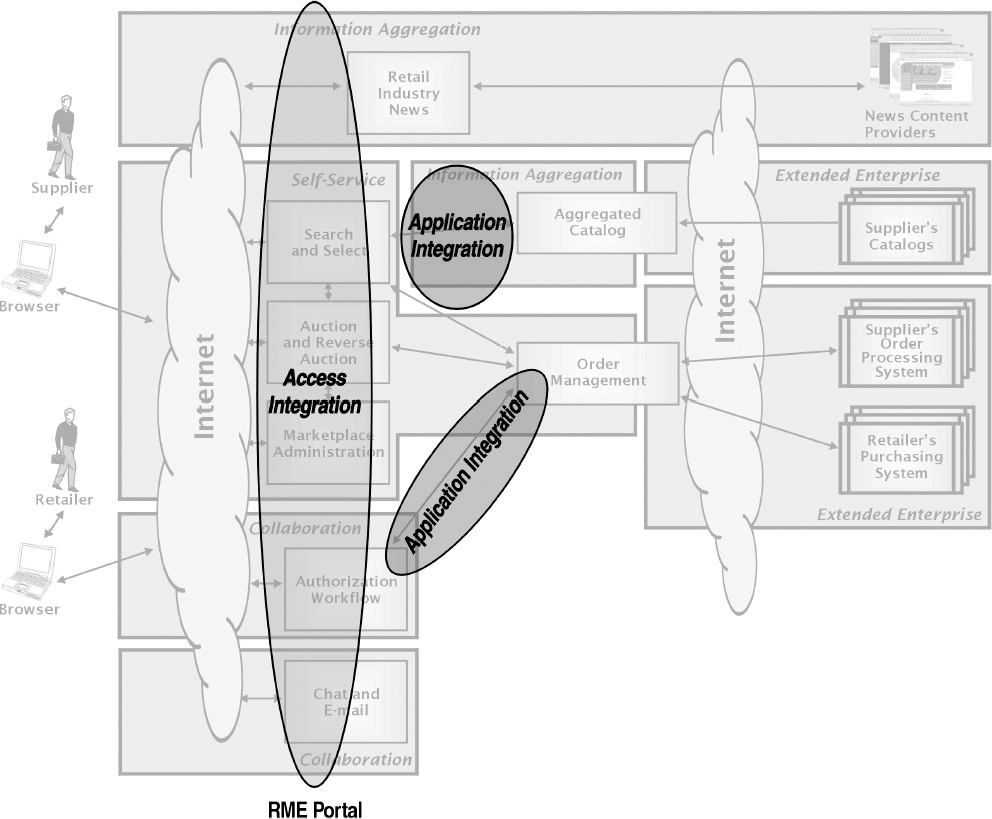 Information Aggregation
Retail
Industry
News
News Content
Providers
Supplier
Browser
Internet
Self-Service
Search
and Select
Information Aggregation
Application
Integration
Aggregated
Catalog
Extended Enterprise
Supplier's
Catalogs
Internet
Auction
and Reverse
Auction
Access
Integration
Marketplace
Administration
Order
Management
Application Integration
Supplier's
Order
Processing
System
Retailer's
Purchasing
System
Extended Enterprise
Retailer
Browser
Collaboration
Authorization
Workflow
Chat and
E-mail
Collaboration
RME Portal